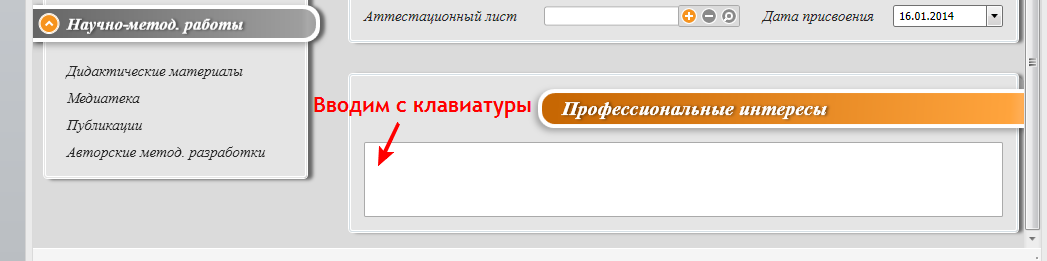 Научно-метод. работы
Дидактические материалы
Медиатека
Публикации
Авторские метод. разработки
Аттестационный лист
Дата присвоения
16.01.2014
Вводим с клавиатуры
Профессиональные интересы